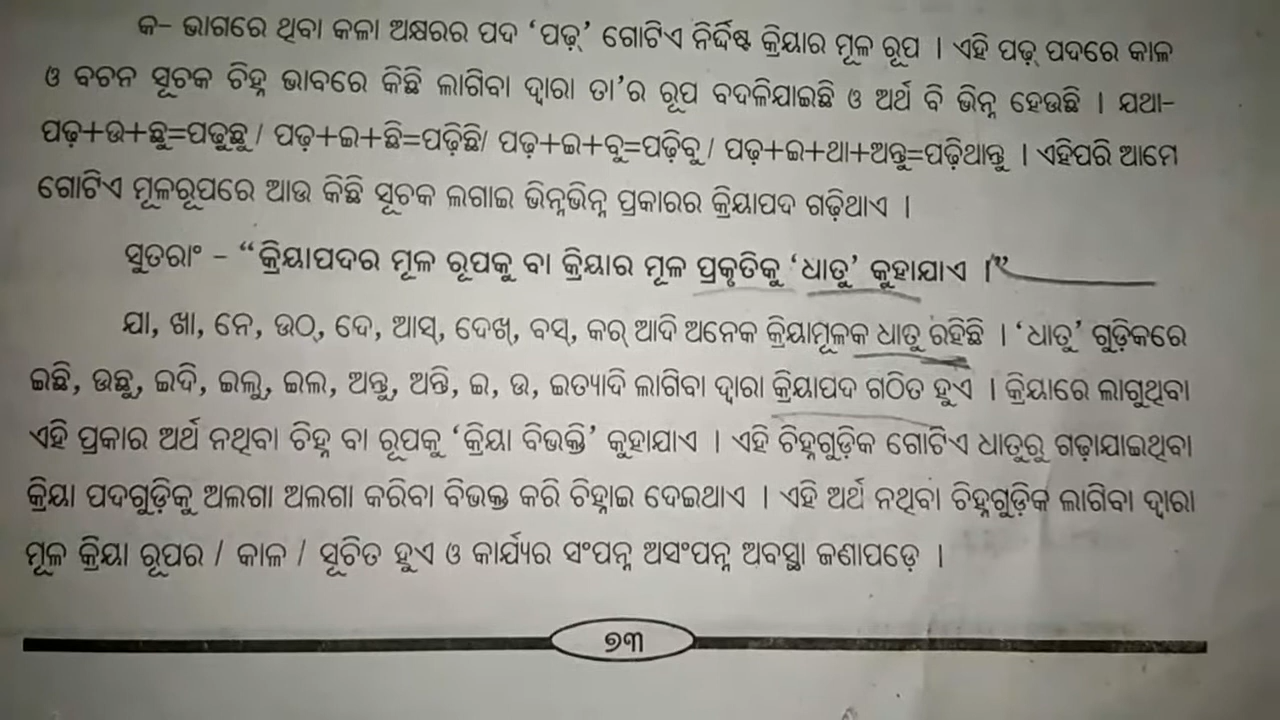 କ- ଭାଗରେ ଥିବା କଳା ଅକ୍ଷରର ପଦ ‘ପଢ଼୍’ ଗୋଟିଏ ନିର୍ଦ୍ଦିଷ୍ଟ କ୍ରିୟାର ମୂଳ ରୂପ । ଏହି ପଢ଼୍ ପଦରେ କାଳ
ଓ ବଚନ ସୂଚକ ଚିହ୍ନ ଭାବରେ କିଛି ଲାଗିବା ଦ୍ୱାରା ତା’ର ରୂପ ବଦଳିଯାଇଛି ଓ ଅର୍ଥ ବି ଭିନ୍ନ ହେଉଛି । ଯଥା-
ପଢ଼+ଉ+ଛୁ=ପଢୁଛୁ / ପଢ଼+ଇ+ଛି=ପଢ଼ିଛି/ ପଢ଼+ଇ+ବୁ=ପଢ଼ିବୁ / ପଢ଼+ଇ+ଥା+ଅନ୍ତୁ=ପଢ଼ିଥାନ୍ତୁ । ଏହିପରି ଆମେ
ଗୋଟିଏ ମୂଳରୂପରେ ଆଉ କିଛି ସୂଚକ ଲଗାଇ ଭିନ୍ନଭିନ୍ନ ପ୍ରକାରର କ୍ରିୟାପଦ ଗଢ଼ିଥାଏ ।
ସୁତରାଂ - “କ୍ରିୟାପଦର ମୂଳ ରୂପକୁ ବା କ୍ରିୟାର ମୂଳ ପ୍ରକୃତିକୁ ‘ଧାତୁ’ କୁହାଯାଏ ।”
ଯା, ଖା, ନେ, ଉଠ୍, ଦେ, ଆସ୍, ଦେଖ୍, ବସ୍, କର୍ ଆଦି ଅନେକ କ୍ରିୟାମୂଳକ ଧାତୁ ରହିଛି । ‘ଧାତୁ’ ଗୁଡ଼ିକରେ
ଇଛି, ଉଛୁ, ଇଦି, ଇଲୁ, ଇଲ, ଅନ୍ତୁ, ଅନ୍ତି, ଇ, ଉ, ଇତ୍ୟାଦି ଲାଗିବା ଦ୍ୱାରା କ୍ରିୟାପଦ ଗଠିତ ହୁଏ । କ୍ରିୟାରେ ଲାଗୁଥିବା
ଏହି ପ୍ରକାର ଅର୍ଥ ନଥିବା ଚିହ୍ନ ବା ରୂପକୁ ‘କ୍ରିୟା ବିଭକ୍ତି’ କୁହାଯାଏ । ଏହି ଚିହ୍ନଗୁଡ଼ିକ ଗୋଟିଏ ଧାତୁରୁ ଗଢ଼ାଯାଇଥିବା
କ୍ରିୟା ପଦଗୁଡ଼ିକୁ ଅଲଗା ଅଲଗା କରିବା ବିଭକ୍ତ କରି ଚିହ୍ନାଇ ଦେଇଥାଏ । ଏହି ଅର୍ଥ ନଥିବା ଚିହ୍ନଗୁଡ଼ିକ ଲାଗିବା ଦ୍ୱାରା
ମୂଳ କ୍ରିୟା ରୂପର / କାଳ / ସୂଚିତ ହୁଏ ଓ କାର୍ଯ୍ୟର ସଂପନ୍ନ ଅସଂପନ୍ନ ଅବସ୍ଥା ଜଣାପଡ଼େ ।
୭୩